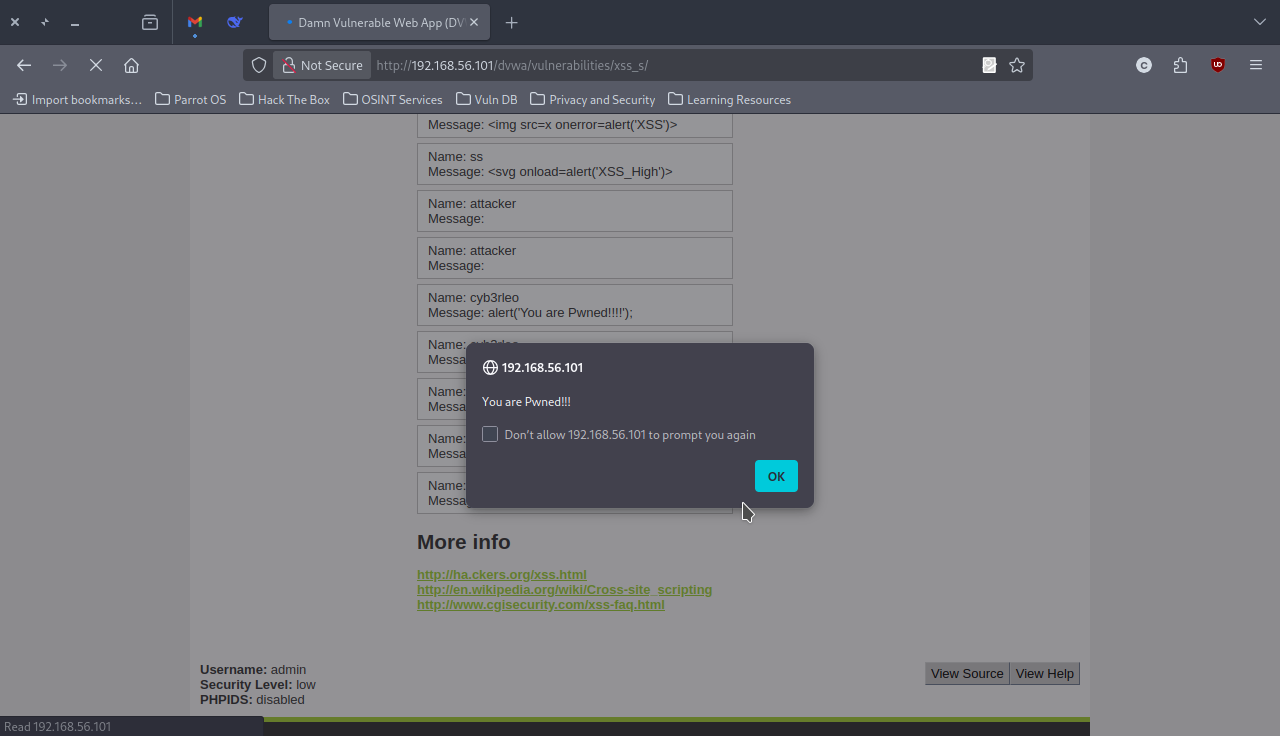 Damn Vulnerable Web App (DV
Not Secure
http://192.168.56.101/dvwa/vulnerabilities/xss_s/
Import bookmarks...
Parrot OS
Hack The Box
OSINT Services
Vuln DB
Privacy and Security
Learning Resources
Message: <img src=x onerror=alert('XSS')>
Name: ss
Message: <svg onload=alert('XSS_High')>
Name: attacker
Message:
Name: attacker
Message:
Name: cyb3rleo
Message: alert('You are Pwned!!!!');
Name: cyb3rleo
Messa
Name:
Messa
Name:
Messa
Name:
Messa
192.168.56.101
You are Pwned!!!
Don't allow 192.168.56.101 to prompt you again
OK
More info
http://ha.ckers.org/xss.html
http://en.wikipedia.org/wiki/Cross-site_scripting
http://www.cgisecurity.com/xss-faq.html
Username: admin
Security Level: low
PHPIDS: disabled
View Source
View Help
Read 192.168.56.101